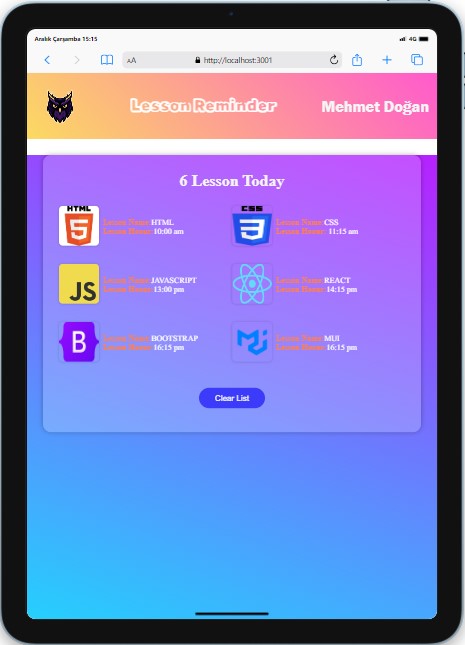 Aralık Çarşamba 15:15
4G
AA
http://localhost:3001
Lesson Reminder
Mehmet Doğan
6 Lesson Today
HTML
5
Lesson Name: HTML
Lesson Hour: 10:00 am
CSS
3
Lesson Name: CSS
Lesson Hour: 11:15 am
JS
Lesson Name: JAVASCRIPT
Lesson Hour: 13:00 pm
Lesson Name: REACT
Lesson Hour: 14:15 pm
B
Lesson Name: BOOTSTRAP
Lesson Hour: 16:15 pm
Lesson Name: MUI
Lesson Hour: 16:15 pm
Clear List